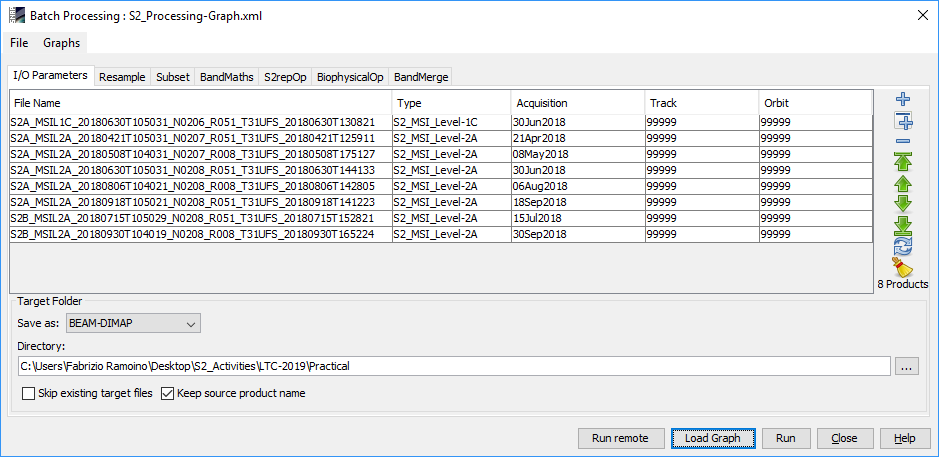 Batch Processing : S2_Processing-Graph.xml
File Graphs
I/O Parameters Resample Subset BandMaths S2repOp BiophysicalOp BandMerge
File Name Type Acquisition Track Orbit
S2A_MSIL1C_20180630T105031_N0206_R051_T31UFS_20180630T130821 S2_MSI_Level-1C 30Jun2018 99999 99999
S2A_MSIL2A_20180421T105031_N0207_R051_T31UFS_20180421T125911 S2_MSI_Level-2A 21Apr2018 99999 99999
S2A_MSIL2A_20180508T104031_N0207_R008_T31UFS_20180508T175127 S2_MSI_Level-2A 08May2018 99999 99999
S2A_MSIL2A_20180630T105031_N0208_R051_T31UFS_20180630T144133 S2_MSI_Level-2A 30Jun2018 99999 99999
S2A_MSIL2A_20180806T104021_N0208_R008_T31UFS_20180806T142805 S2_MSI_Level-2A 06Aug2018 99999 99999
S2A_MSIL2A_20180918T105021_N0208_R051_T31UFS_20180918T141223 S2_MSI_Level-2A 18Sep2018 99999 99999
S2B_MSIL2A_20180715T105029_N0208_R051_T31UFS_20180715T152821 S2_MSI_Level-2A 15Jul2018 99999 99999
S2B_MSIL2A_20180930T104019_N0208_R008_T31UFS_20180930T165224 S2_MSI_Level-2A 30Sep2018 99999 99999
8 Products
Target Folder
Save as: BEAM-DIMAP
Directory:
C:\Users\Fabrizio Ramoino\Desktop\S2_Activities\LTC-2019\Practical ...
Skip existing target files Keep source product name
Run remote Load Graph Run Close Help